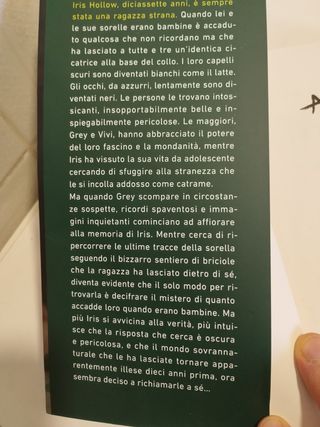 Iris Hollow, diciassette anni, è sempre
stata una ragazza strana. Quando lei e
le sue sorelle erano bambine è accadu-
to qualcosa che non ricordano ma che
ha lasciato a tutte e tre un'identica ci-
catrice alla base del collo. I loro capelli
scuri sono diventati bianchi come il latte.
Gli occhi, da azzurri, lentamente sono di-
ventati neri. Le persone le trovano intos-
sicanti, insopportabilmente belle e in-
spiegabilmente pericolose. Le maggiori,
Grey e Vivi, hanno abbracciato il potere
del loro fascino e la mondanità, mentre
Iris ha vissuto la sua vita da adolescente
cercando di sfuggire alla stranezza che
le si incolla addosso come catrame.
Ma quando Grey scompare in circostan-
ze sospette, ricordi spaventosi e imma-
gini inquietanti cominciano ad affiorare
alla memoria di Iris. Mentre cerca di ri-
percorrere le ultime tracce della sorella
seguendo il bizzarro sentiero di briciole
che la ragazza ha lasciato dietro di sé,
diventa evidente che il solo modo per ri-
trovarla è decifrare il mistero di quanto
accadde loro quando erano bambine. Ma
più Iris si avvicina alla verità, più intui-
sce che la risposta che cerca è oscura
e pericolosa, e che il mondo sovranna-
turale che le ha lasciate tornare appa-
rentemente illese dieci anni prima, ora
sembra deciso a richiamarle a sé...